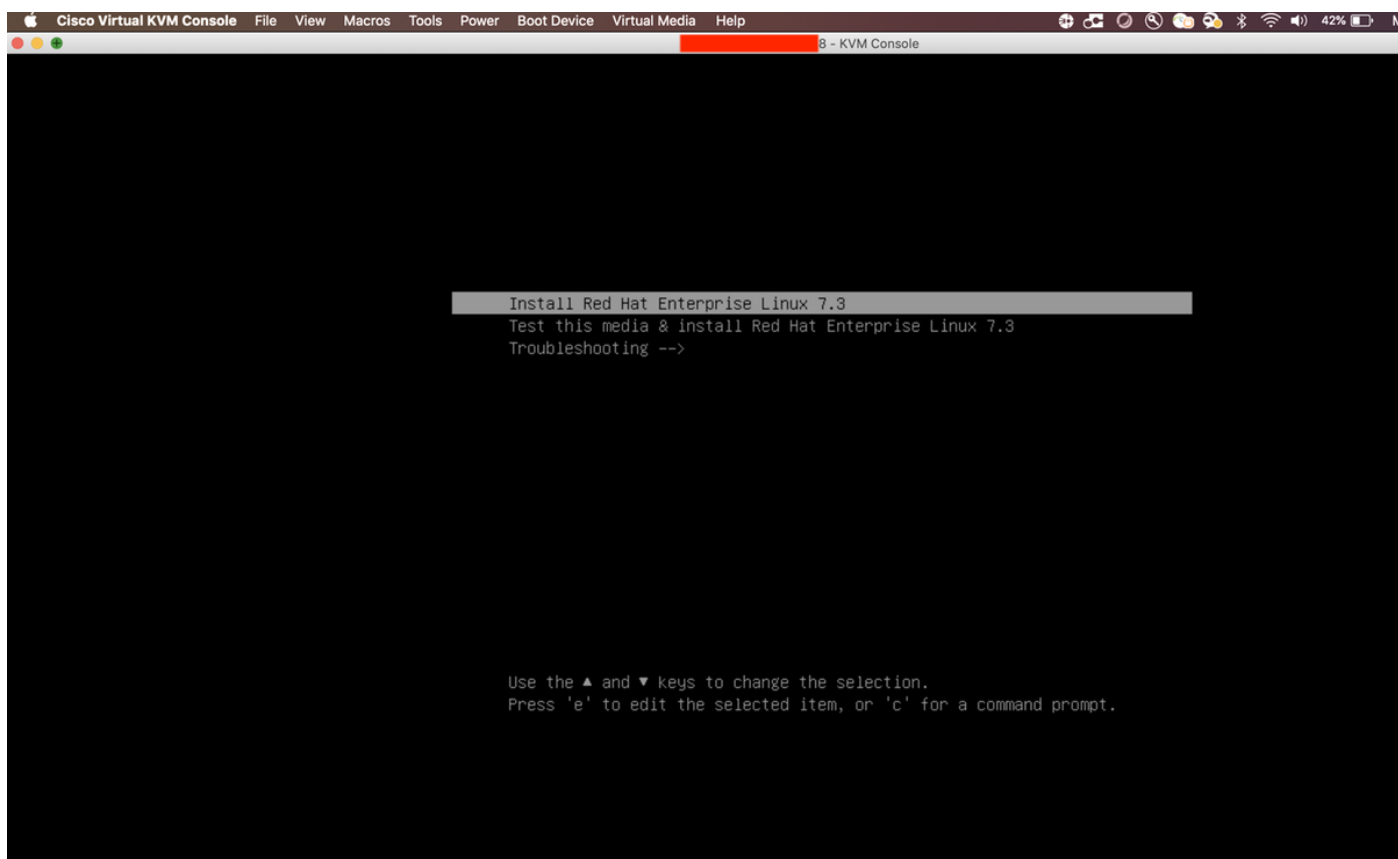 Cisco Virtual KVM Console File View Macros Tools Power Boot Device Virtual Media Help 42%
8 - KVM Console
Install Red Hat Enterprise Linux 7.3
Test this media & install Red Hat Enterprise Linux 7.3
Troubleshooting -->
Use the ▲ and ▼ keys to change the selection.
Press 'e' to edit the selected item, or 'c' for a command prompt.